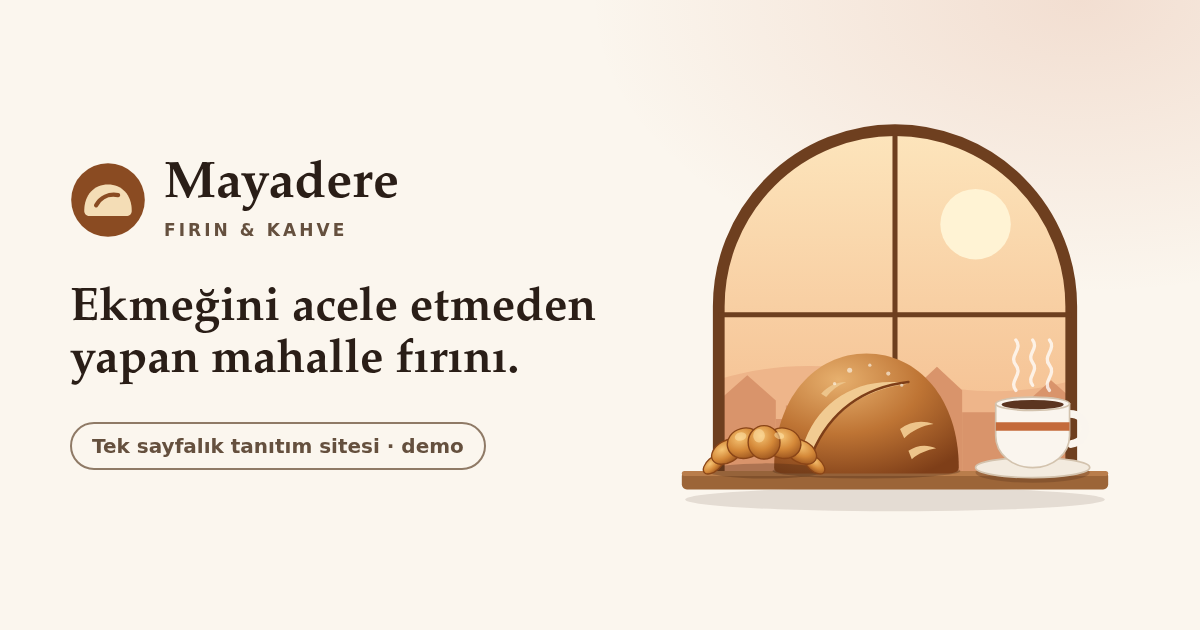 Mayadere
FIRIN & KAHVE
Ekmeğini acele etmeden
yapan mahalle fırını.
Tek sayfalık tanıtım sitesi · demo